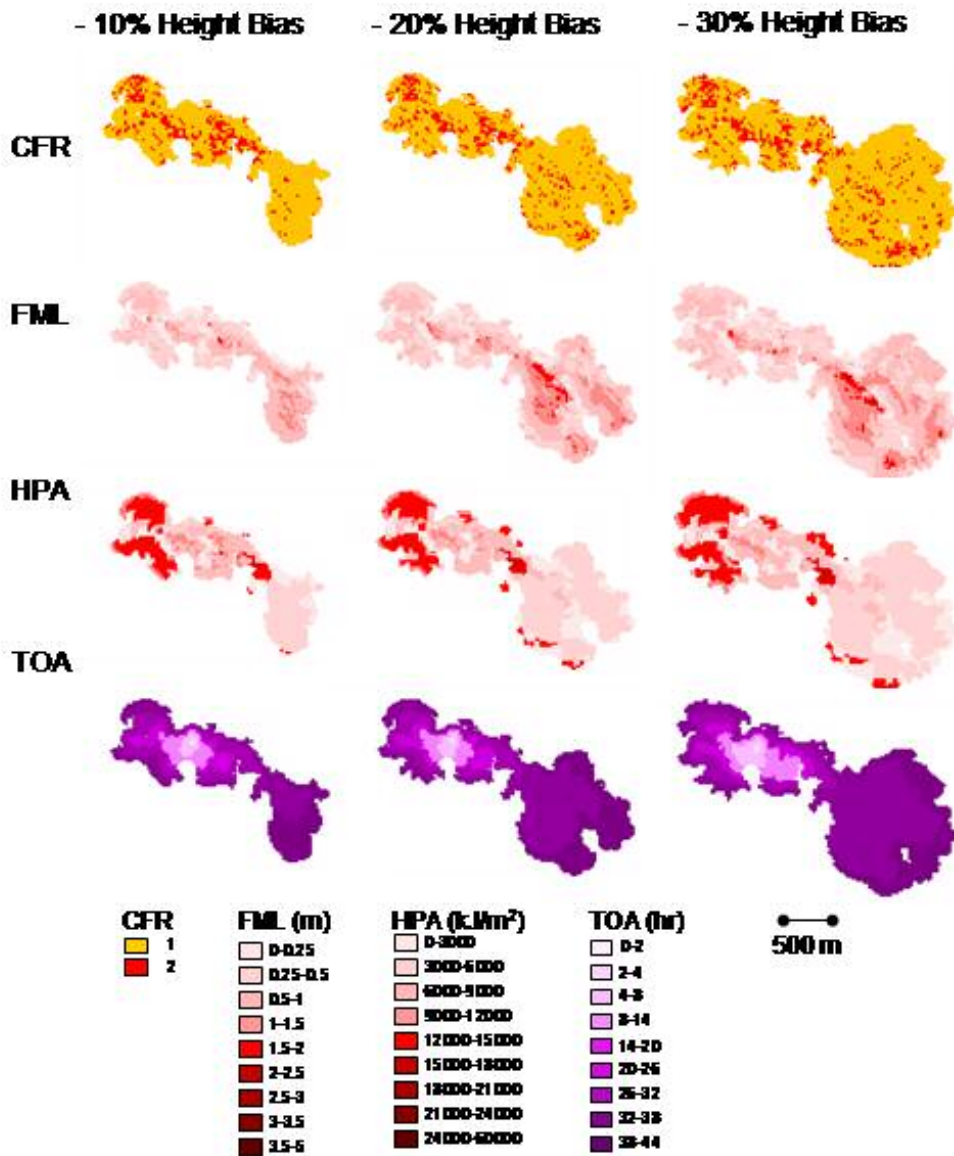 - 10% Height Bias
- 20% Height Bias
- 30% Height Bias
CFR
FML
HPA
TOA
CFR
1
2
FML (m)
0-0.25
0.25-0.5
0.5-1
1-1.5
1.5-2
2-2.5
2.5-3
3-3.5
3.5-5
HPA (kJ/m²)
0-3000
3000-6000
6000-9000
9000-12000
12000-15000
15000-18000
18000-21000
21000-24000
24000-60000
TOA (hr)
0-2
2-4
4-8
8-14
14-20
20-26
26-32
32-38
38-44
500 m